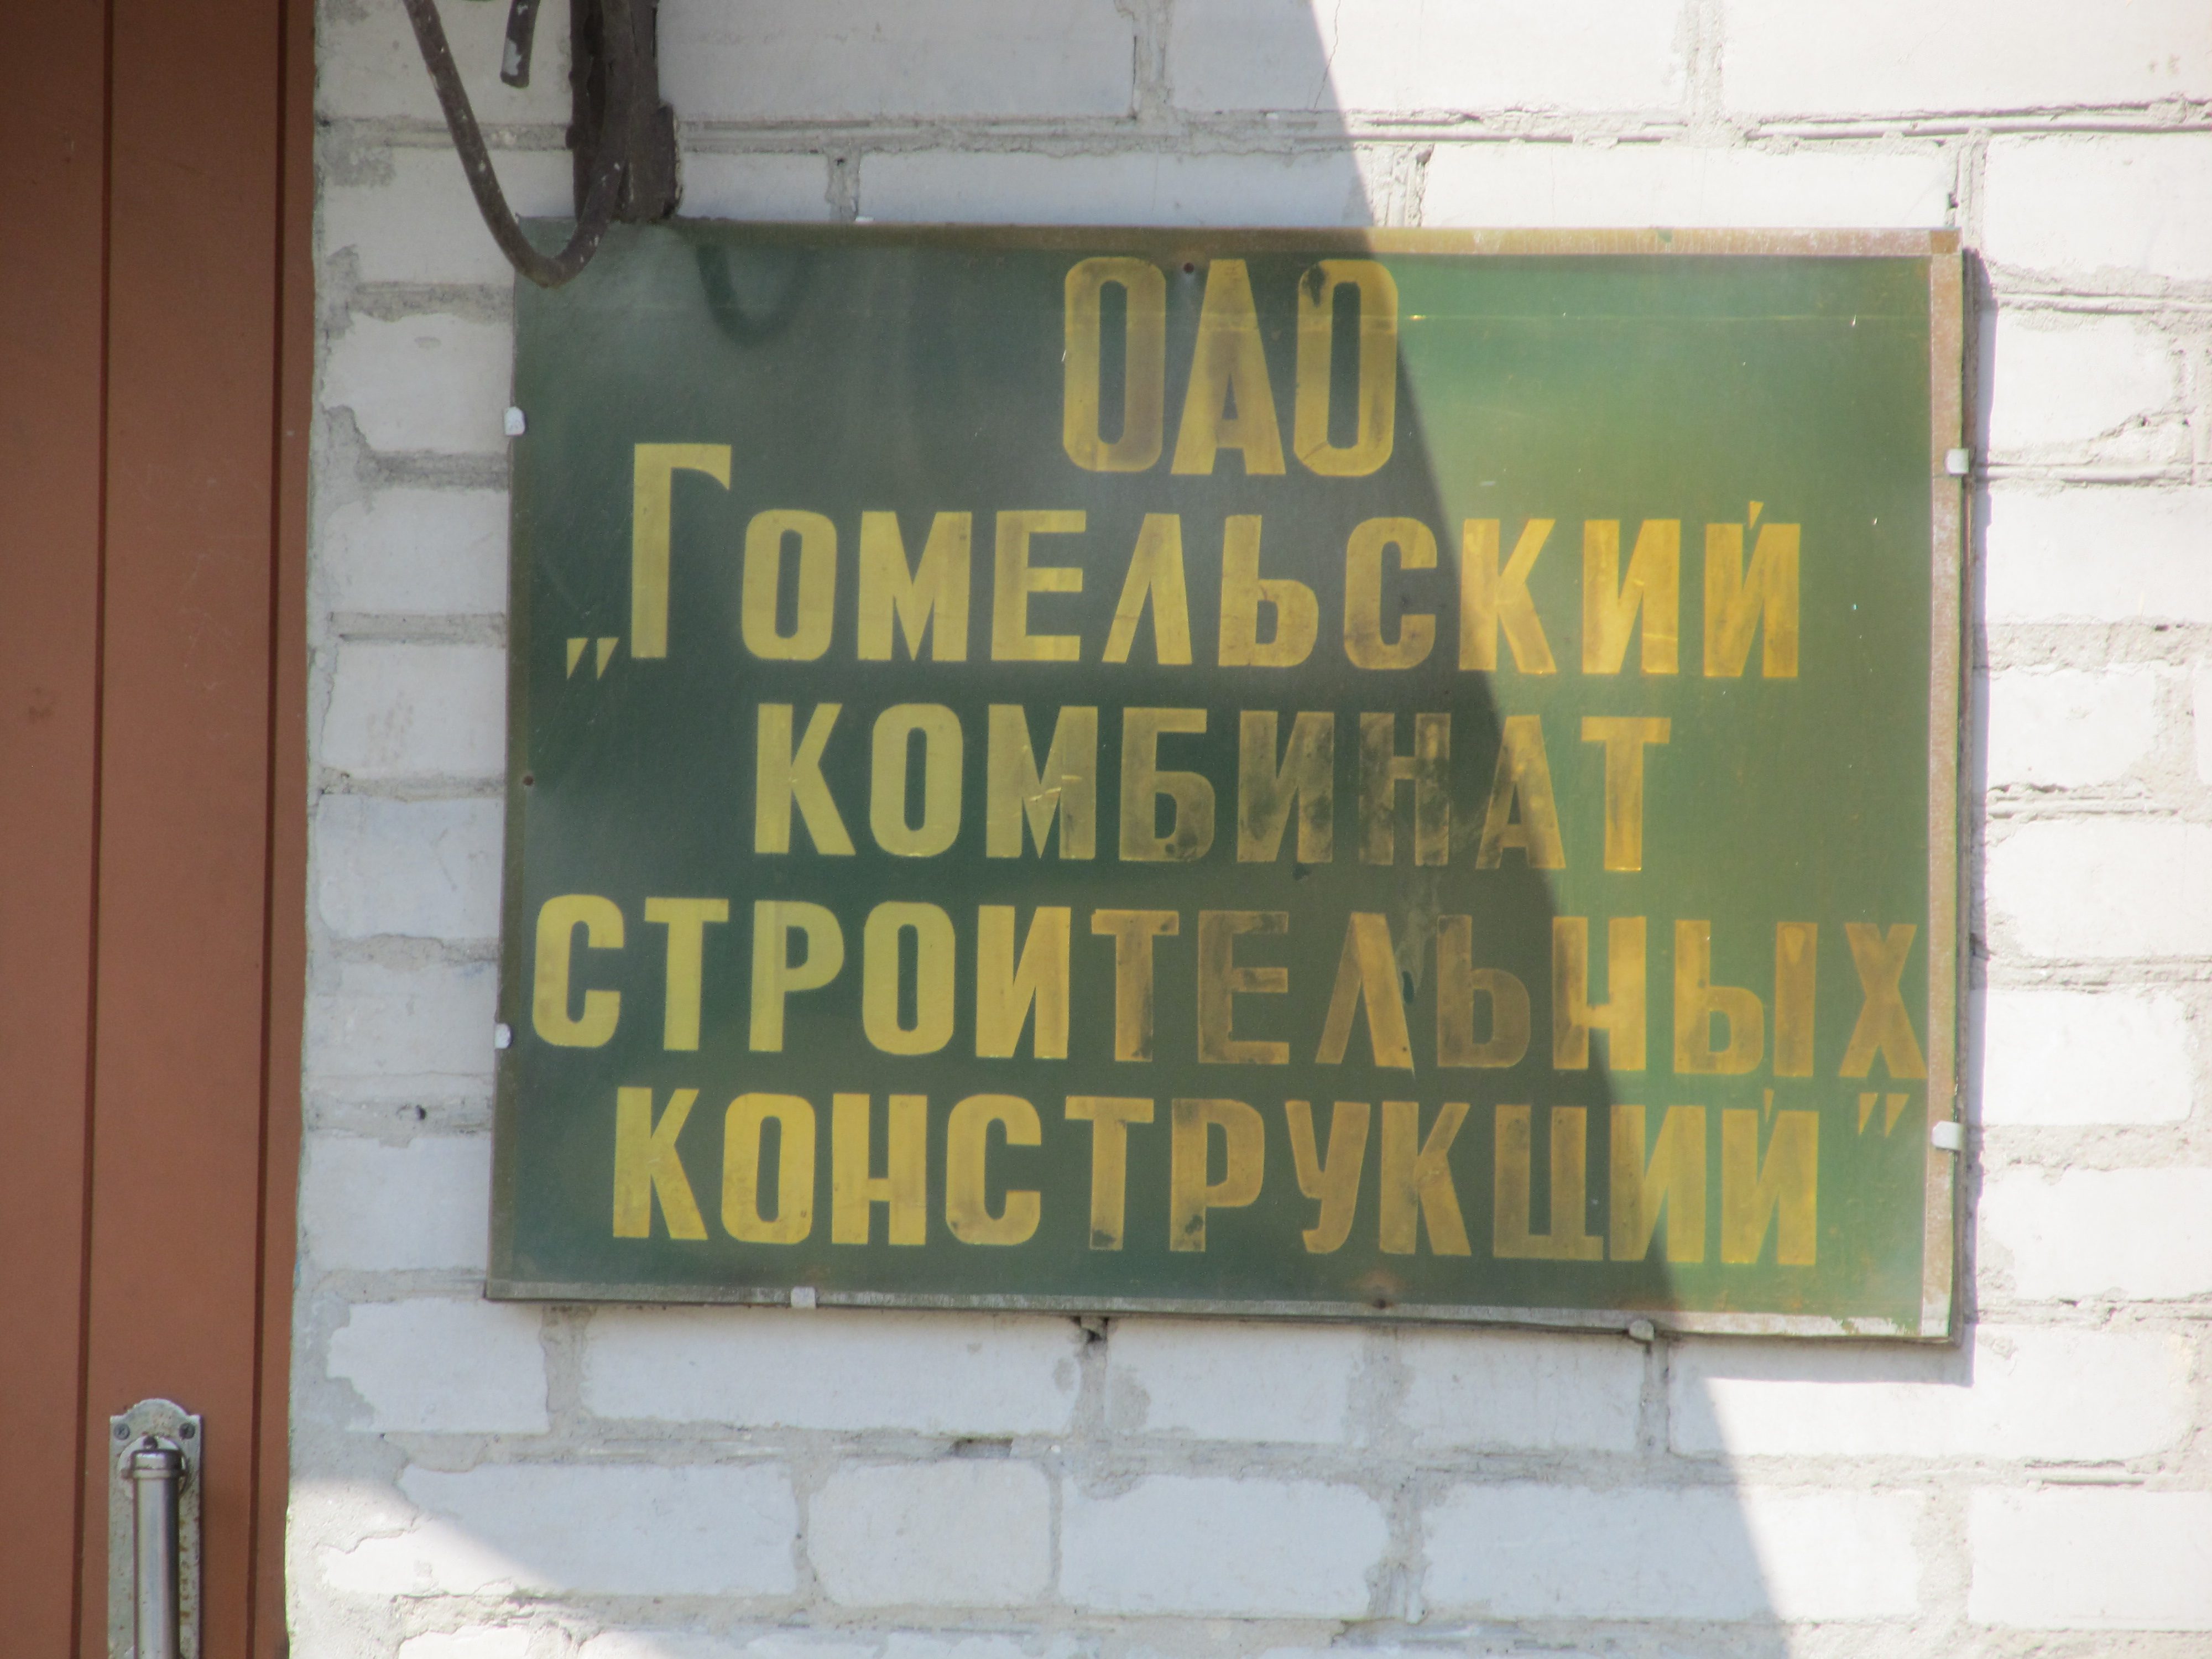 ОАО
„Гомельский
комбинат
строительных
конструкций"